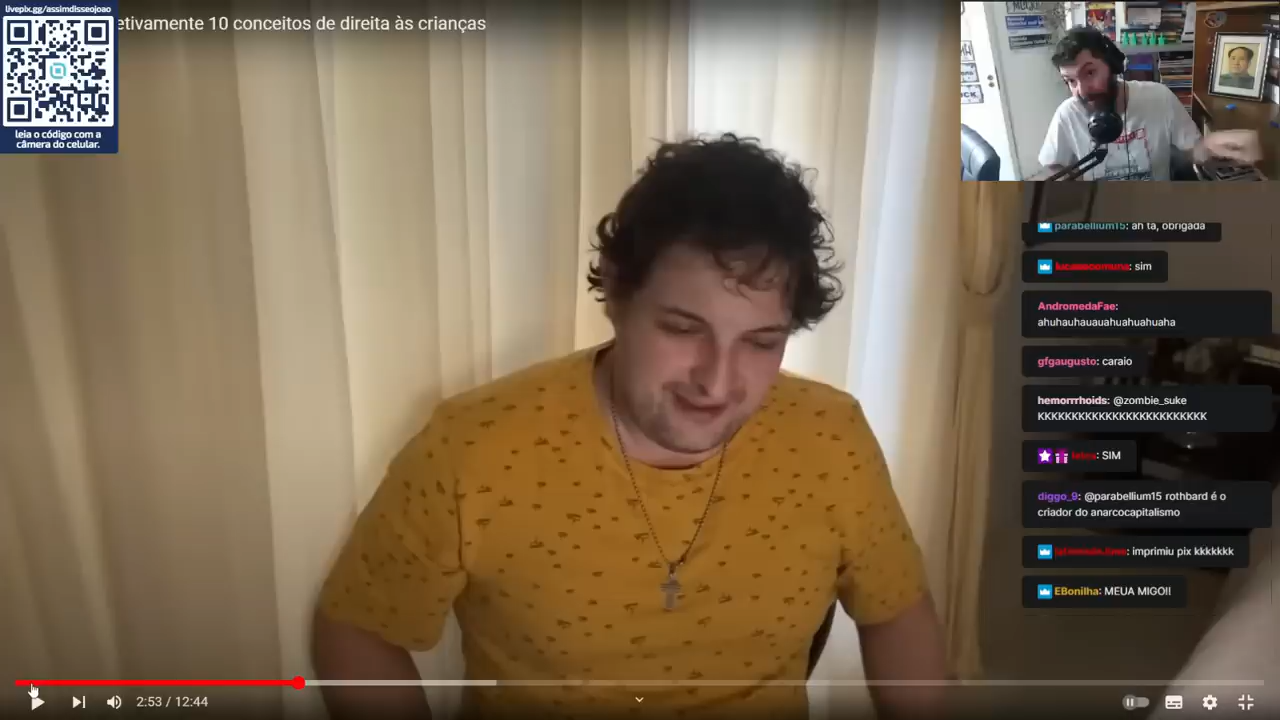 livepix.gg/assimdisseojoao
etivamente 10 conceitos de direita às crianças
leia o código com a
câmera do celular.
parabellium15: ah tá, obrigada
: sim
AndromedaFae:
ahuhauhauauahuahuahuaha
gfgaugusto: caraio
hemorrrhoids: @zombie_suke
KKKKKKKKKKKKKKKKKKKKKKKKK
: SIM
diggo_9: @parabellium15 rothbard é o
criador do anarcocapitalismo
: imprimiu pix kkkkkkk
EBonilha: MEUA MIGO!!
2:53 / 12:44